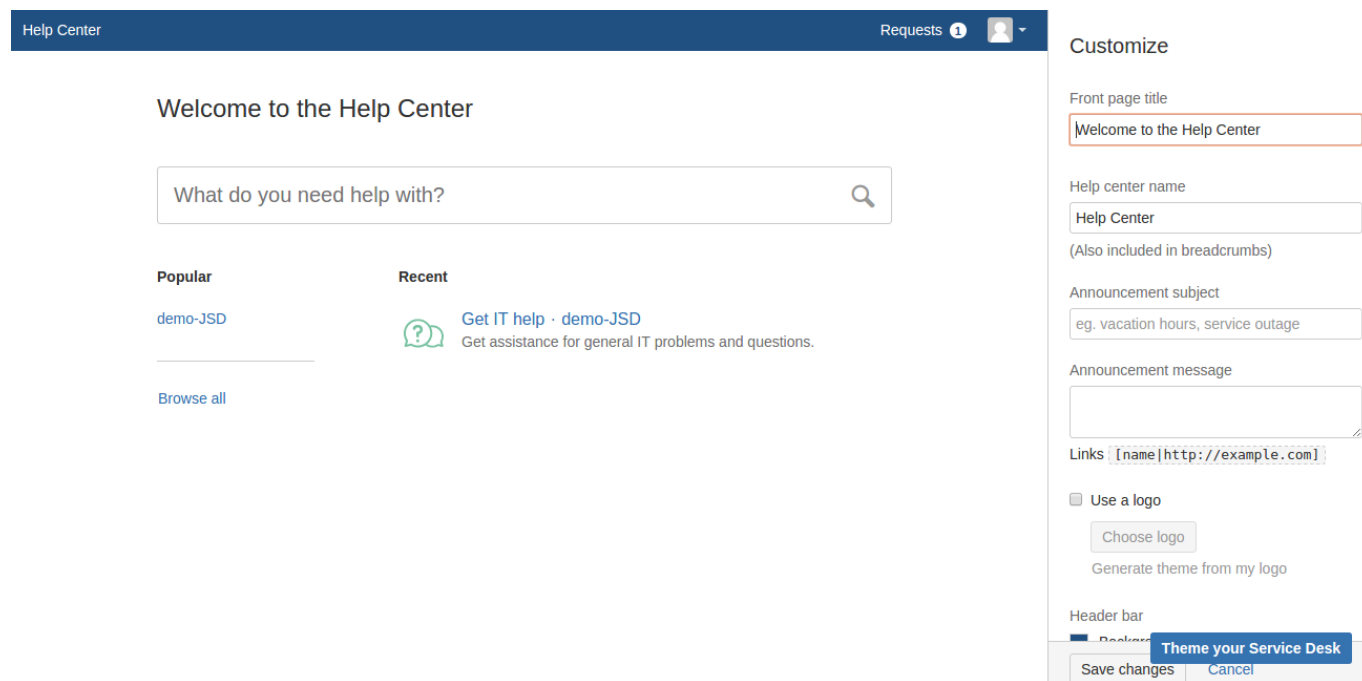 Help Center
Requests 1
Welcome to the Help Center
What do you need help with?
Popular
demo-JSD
Browse all
Recent
Get IT help · demo-JSD
Get assistance for general IT problems and questions.
Customize
Front page title
Welcome to the Help Center
Help center name
Help Center
(Also included in breadcrumbs)
Announcement subject
eg. vacation hours, service outage
Announcement message
Links [name|http://example.com]
Use a logo
Choose logo
Generate theme from my logo
Header bar
Theme your Service Desk
Save changes Cancel